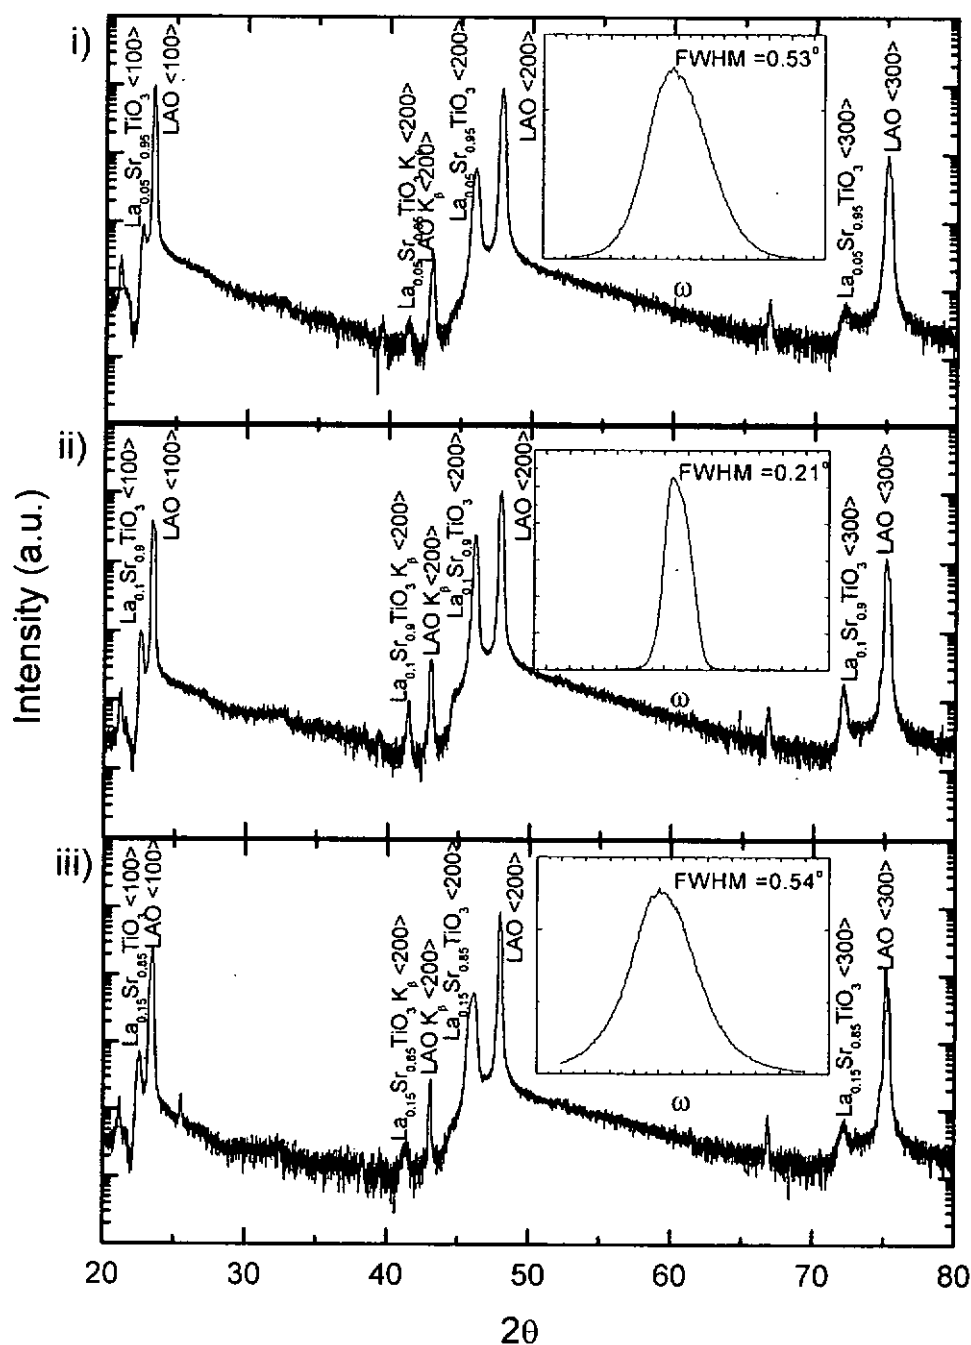 i)
La0.05Sr0.95TiO3 <100>
LAO <100>
La0.05Sr0.95TiO3 Kβ <200>
LAO Kβ <200>
La0.05Sr0.95TiO3 <200>
LAO <200>
FWHM =0.53°
ω
La0.05Sr0.95TiO3 <300>
LAO <300>
ii)
La0.1Sr0.9TiO3 <100>
LAO <100>
La0.1Sr0.9TiO3 Kβ <200>
LAO Kβ <200>
La0.1Sr0.9TiO3 <200>
LAO <200>
FWHM =0.21°
ω
La0.1Sr0.9TiO3 <300>
LAO <300>
iii)
La0.15Sr0.85TiO3 <100>
LAO <100>
La0.15Sr0.85TiO3 Kβ <200>
LAO Kβ <200>
La0.15Sr0.85TiO3 <200>
LAO <200>
FWHM =0.54°
ω
La0.15Sr0.85TiO3 <300>
LAO <300>
Intensity (a.u.)
20 30 40 50 60 70 80
2θ